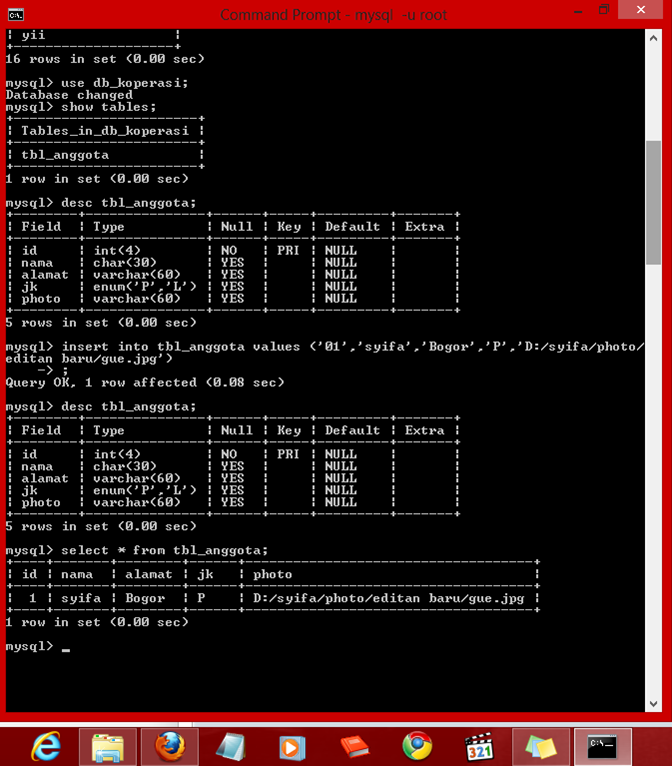 Command Prompt - mysql -u root
| yii |
+--------------------+
16 rows in set (0.00 sec)
mysql> use db_koperasi;
Database changed
mysql> show tables;
+-----------------------+
| Tables_in_db_koperasi |
+-----------------------+
| tbl_anggota |
+-----------------------+
1 row in set (0.00 sec)
mysql> desc tbl_anggota;
+--------+---------------+------+-----+---------+-------+
| Field | Type | Null | Key | Default | Extra |
+--------+---------------+------+-----+---------+-------+
| id | int(4) | NO | PRI | NULL | |
| nama | char(30) | YES | | NULL | |
| alamat | varchar(60) | YES | | NULL | |
| jk | enum('P','L') | YES | | NULL | |
| photo | varchar(60) | YES | | NULL | |
+--------+---------------+------+-----+---------+-------+
5 rows in set (0.00 sec)
mysql> insert into tbl_anggota values ('01','syifa','Bogor','P','D:/syifa/photo/
editan baru/gue.jpg')
-> ;
Query OK, 1 row affected (0.08 sec)
mysql> desc tbl_anggota;
+--------+---------------+------+-----+---------+-------+
| Field | Type | Null | Key | Default | Extra |
+--------+---------------+------+-----+---------+-------+
| id | int(4) | NO | PRI | NULL | |
| nama | char(30) | YES | | NULL | |
| alamat | varchar(60) | YES | | NULL | |
| jk | enum('P','L') | YES | | NULL | |
| photo | varchar(60) | YES | | NULL | |
+--------+---------------+------+-----+---------+-------+
5 rows in set (0.00 sec)
mysql> select * from tbl_anggota;
+----+-------+--------+------+------------------------------------+
| id | nama | alamat | jk | photo |
+----+-------+--------+------+------------------------------------+
| 1 | syifa | Bogor | P | D:/syifa/photo/editan baru/gue.jpg |
+----+-------+--------+------+------------------------------------+
1 row in set (0.00 sec)
mysql> _
321